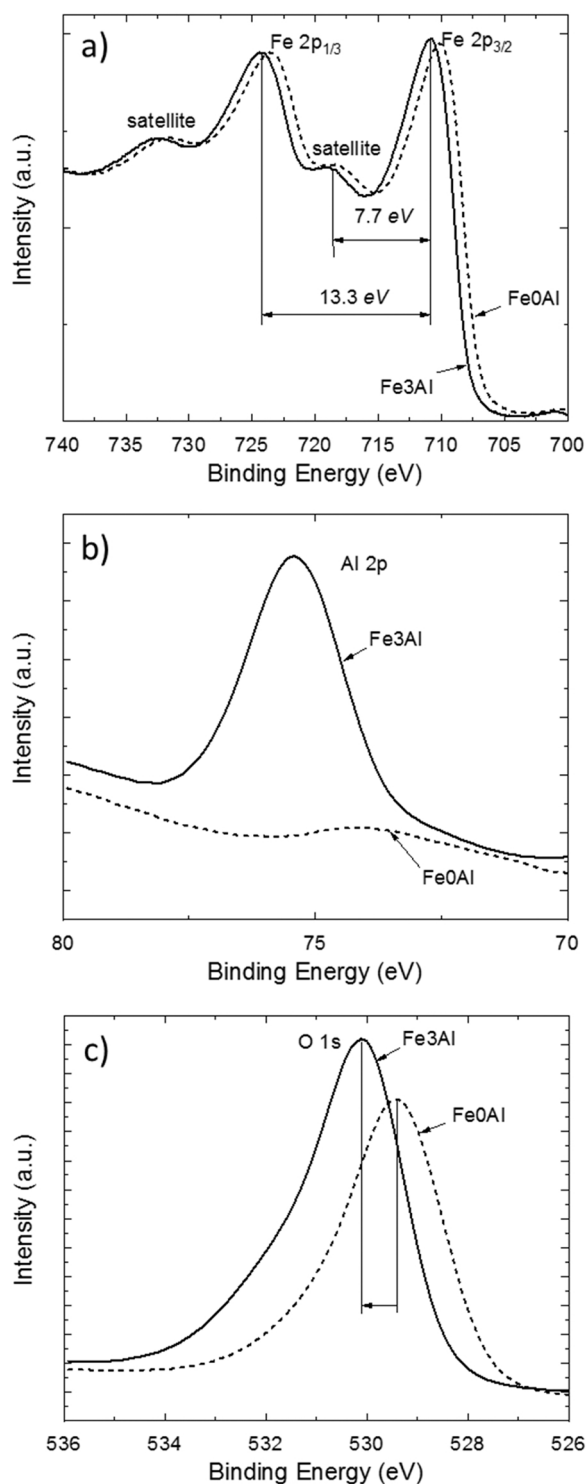 a)
Fe 2p1/3
Fe 2p3/2
satellite
satellite
7.7 eV
13.3 eV
Fe0Al
Fe3Al
Intensity (a.u.)
740 735 730 725 720 715 710 705 700
Binding Energy (eV)
b)
Al 2p
Fe3Al
Fe0Al
Intensity (a.u.)
80 75 70
Binding Energy (eV)
c)
O 1s
Fe3Al
Fe0Al
Intensity (a.u.)
536 534 532 530 528 526
Binding Energy (eV)